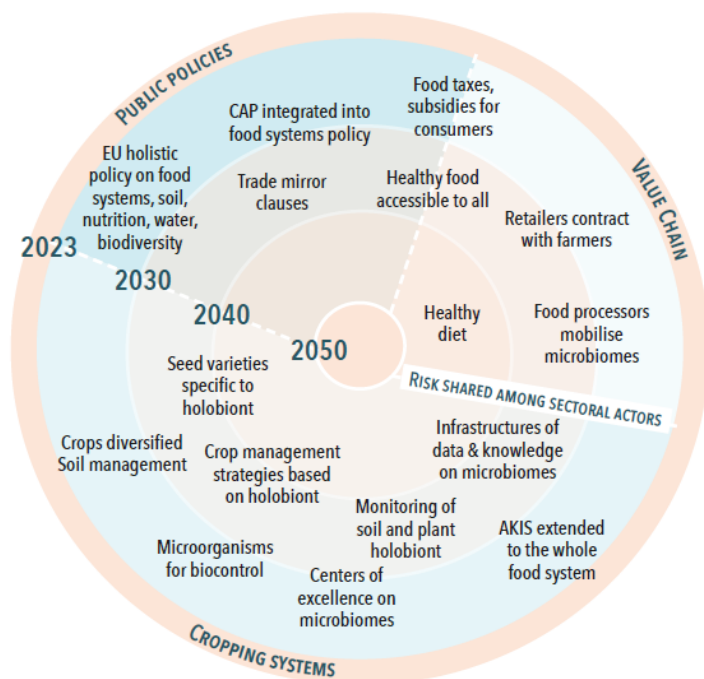 PUBLIC POLICIES
Food taxes,
subsidies for
consumers
CAP integrated into
food systems policy
EU holistic
policy on food
systems, soil,
nutrition, water,
biodiversity
Trade mirror
clauses
Healthy food
accessible to all
VALUE CHAIN
Retailers contract
with farmers
2023
2030
2040
2050
Healthy
diet
Food processors
mobilise
microbiomes
RISK SHARED AMONG SECTORAL ACTORS
Seed varieties
specific to
holobiont
Crops diversified
Soil management
Crop management
strategies based
on holobiont
Infrastructures of
data & knowledge
on microbiomes
Monitoring of
soil and plant
holobiont
AKIS extended
to the whole
food system
Microorganisms
for biocontrol
Centers of
excellence on
microbiomes
CROPPING SYSTEMS